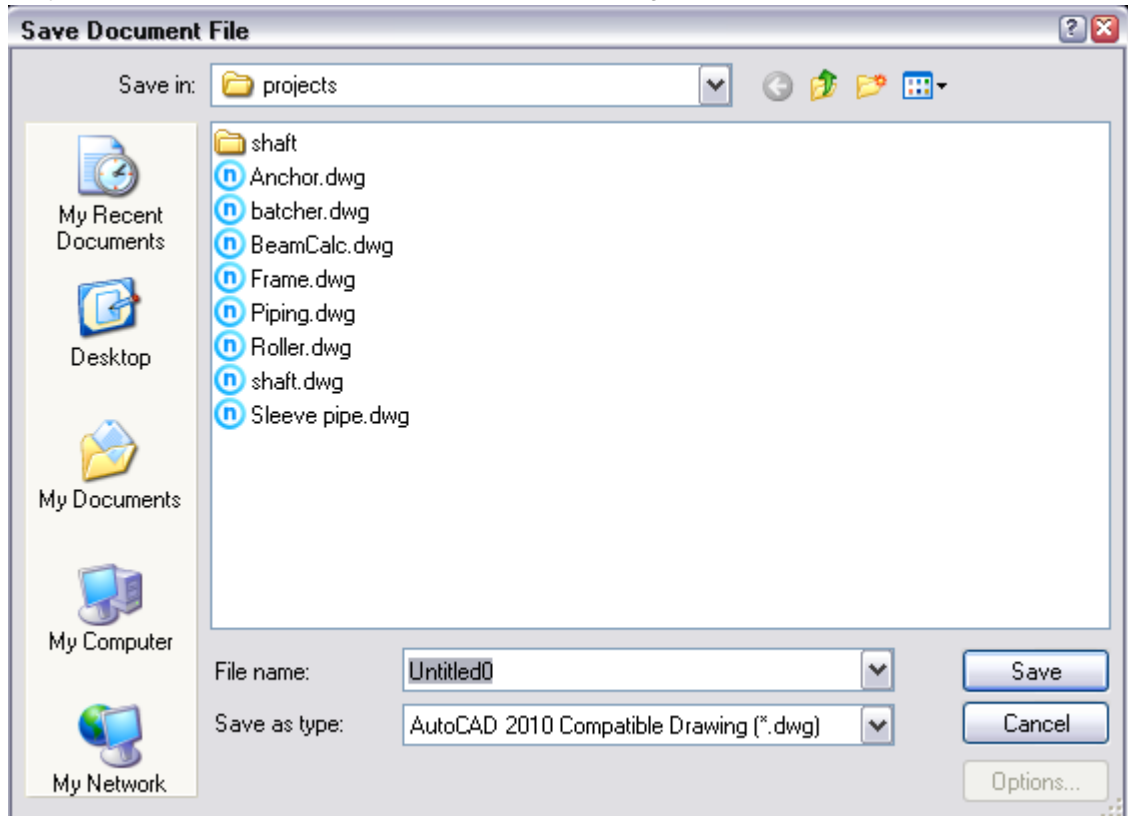 Save Document File
Save in:
projects
My Recent
Documents
Desktop
My Documents
My Computer
My Network
shaft
n Anchor.dwg
n batcher.dwg
n BeamCalc.dwg
n Frame.dwg
n Piping.dwg
n Roller.dwg
n shaft.dwg
n Sleeve pipe.dwg
File name:
Untitled0
Save
Save as type:
AutoCAD 2010 Compatible Drawing (*.dwg)
Cancel
Options...